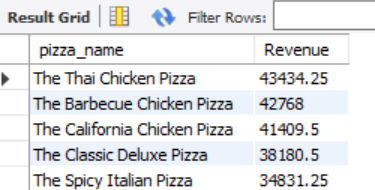 Result Grid Filter Rows:
pizza_name Revenue
The Thai Chicken Pizza 43434.25
The Barbecue Chicken Pizza 42768
The California Chicken Pizza 41409.5
The Classic Deluxe Pizza 38180.5
The Spicy Italian Pizza 34831.25